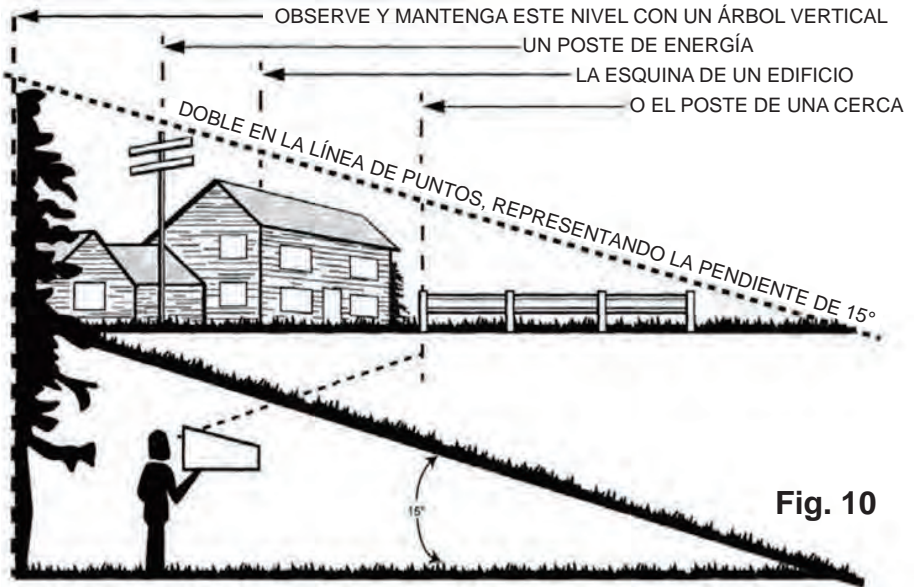 OBSERVE Y MANTENGA ESTE NIVEL CON UN ÁRBOL VERTICAL
UN POSTE DE ENERGÍA
LA ESQUINA DE UN EDIFICIO
O EL POSTE DE UNA CERCA
DOBLE EN LA LÍNEA DE PUNTOS, REPRESENTANDO LA PENDIENTE DE 15°
15°
Fig. 10